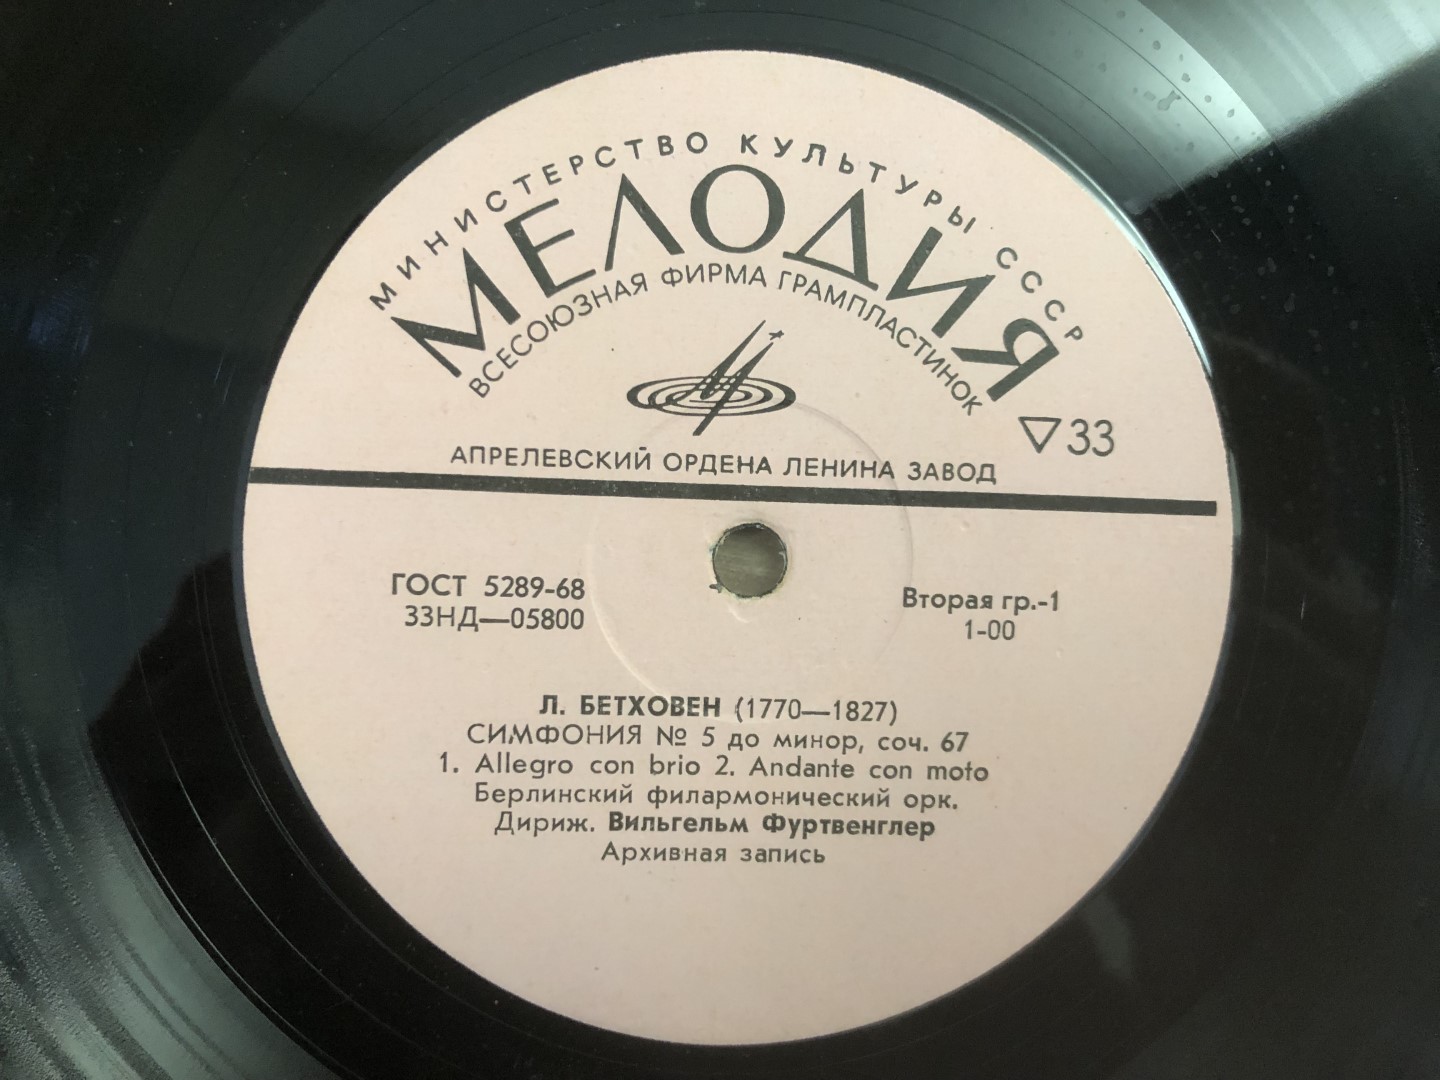 МИНИСТЕРСТВО КУЛЬТУРЫ СССР
МЕЛОДИЯ
ВСЕСОЮЗНАЯ ФИРМА ГРАМПЛАСТИНОК
▽33
АПРЕЛЕВСКИЙ ОРДЕНА ЛЕНИНА ЗАВОД
ГОСТ 5289-68
33НД—05800
Вторая гр.-1
1-00
Л. БЕТХОВЕН (1770—1827)
СИМФОНИЯ № 5 до минор, соч. 67
1. Allegro con brio 2. Andante con moto
Берлинский филармонический орк.
Дириж. Вильгельм Фуртвенглер
Архивная запись